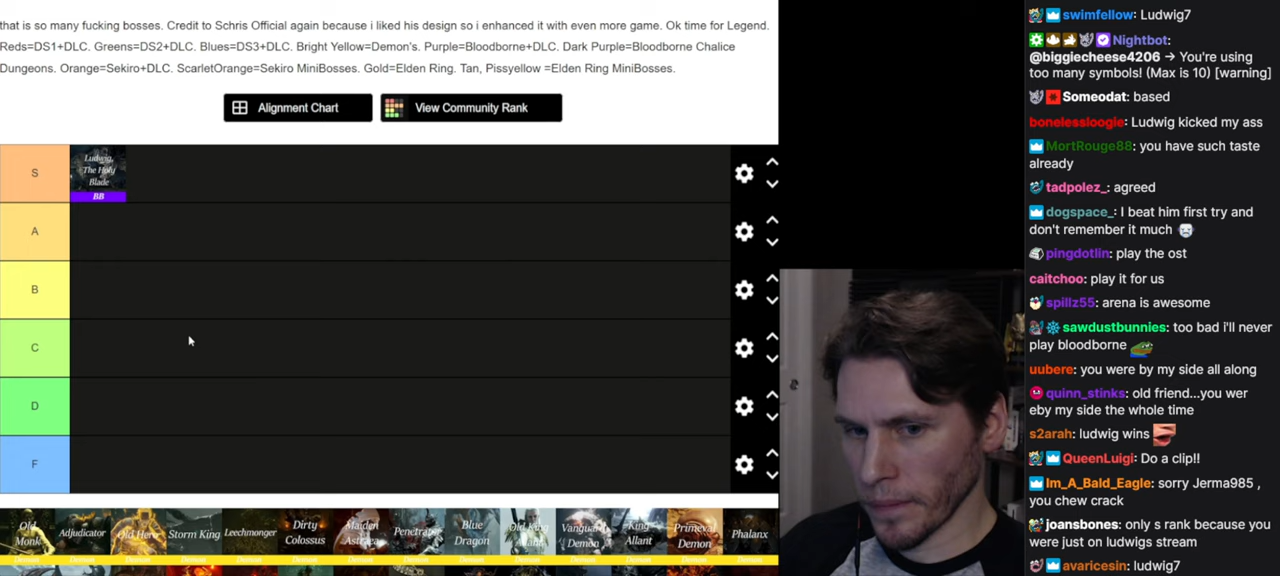 that is so many fucking bosses. Credit to Schris Official again because i liked his design so i enhanced it with even more game. Ok time for Legend.
Reds=DS1+DLC. Greens=DS2+DLC. Blues=DS3+DLC. Bright Yellow=Demon's. Purple=Bloodborne+DLC. Dark Purple=Bloodborne Chalice
Dungeons. Orange=Sekiro+DLC. ScarletOrange=Sekiro MiniBosses. Gold=Elden Ring. Tan, Pissyellow =Elden Ring MiniBosses.
Alignment Chart
View Community Rank
S
Ludwig,
The Holy
Blade
BB
A
B
C
D
F
Old
Monk
Adjudicator
Old Hero
Storm King
Leechmonger
Dirty
Colossus
Maiden
Astraea
Penetrator
Blue
Dragon
Old King
Allant
Vanguard
Demon
King
Allant
Primeval
Demon
Phalanx
swimfellow: Ludwig7
Nightbot:
@biggiecheese4206 → You're using
too many symbols! (Max is 10) [warning]
Someodat: based
bonelessloogie: Ludwig kicked my ass
MortRouge88: you have such taste
already
tadpolez_: agreed
dogspace_: I beat him first try and
don't remember it much
pingdotlin: play the ost
caitchoo: play it for us
spillz55: arena is awesome
sawdustbunnies: too bad i'll never
play bloodborne
uubere: you were by my side all along
quinn_stinks: old friend...you wer
eby my side the whole time
s2arah: ludwig wins
QueenLuigi: Do a clip!!
Im_A_Bald_Eagle: sorry Jerma985 ,
you chew crack
joansbones: only s rank because you
were just on ludwigs stream
avaricesin: ludwig7